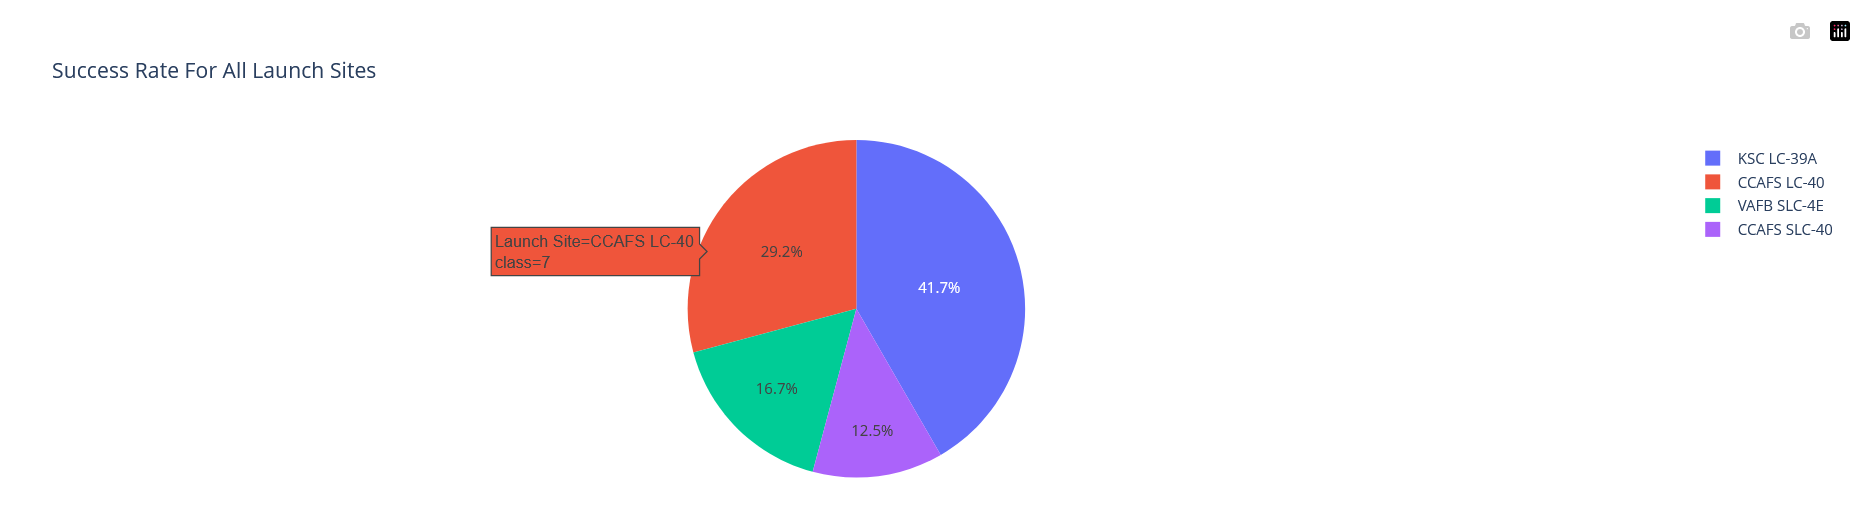 Success Rate For All Launch Sites
KSC LC-39A
CCAFS LC-40
VAFB SLC-4E
CCAFS SLC-40
Launch Site=CCAFS LC-40
class=7
29.2%
41.7%
16.7%
12.5%